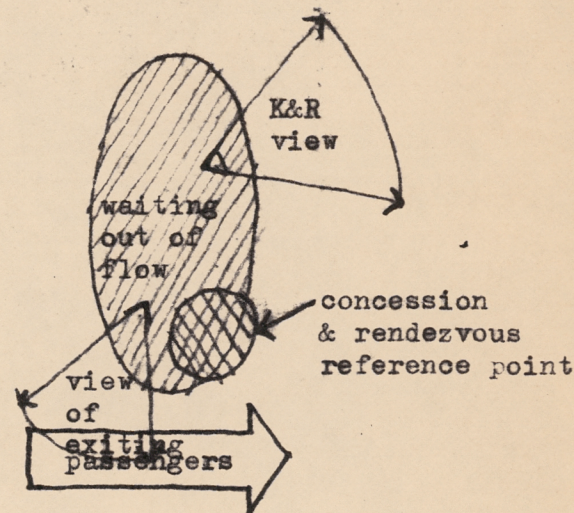 K&R
view
waiting
out of
flow
concession
& rendezvous
reference point
view
of
exiting
passengers